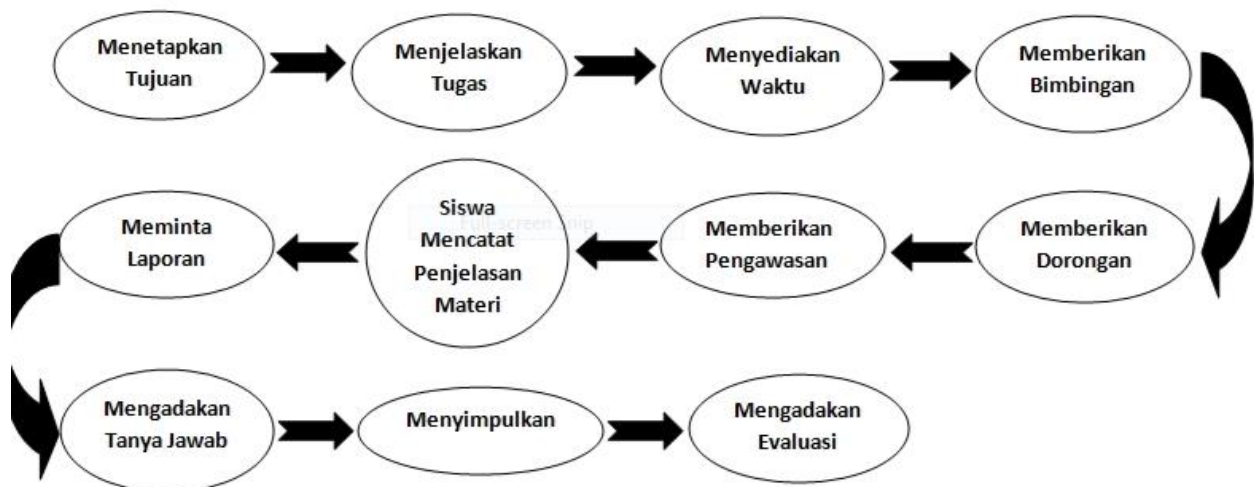 Menetapkan
Tujuan
Menjelaskan
Tugas
Menyediakan
Waktu
Memberikan
Bimbingan
Memberikan
Dorongan
Memberikan
Pengawasan
Siswa
Mencatat
Penjelasan
Materi
Meminta
Laporan
Mengadakan
Tanya Jawab
Menyimpulkan
Mengadakan
Evaluasi